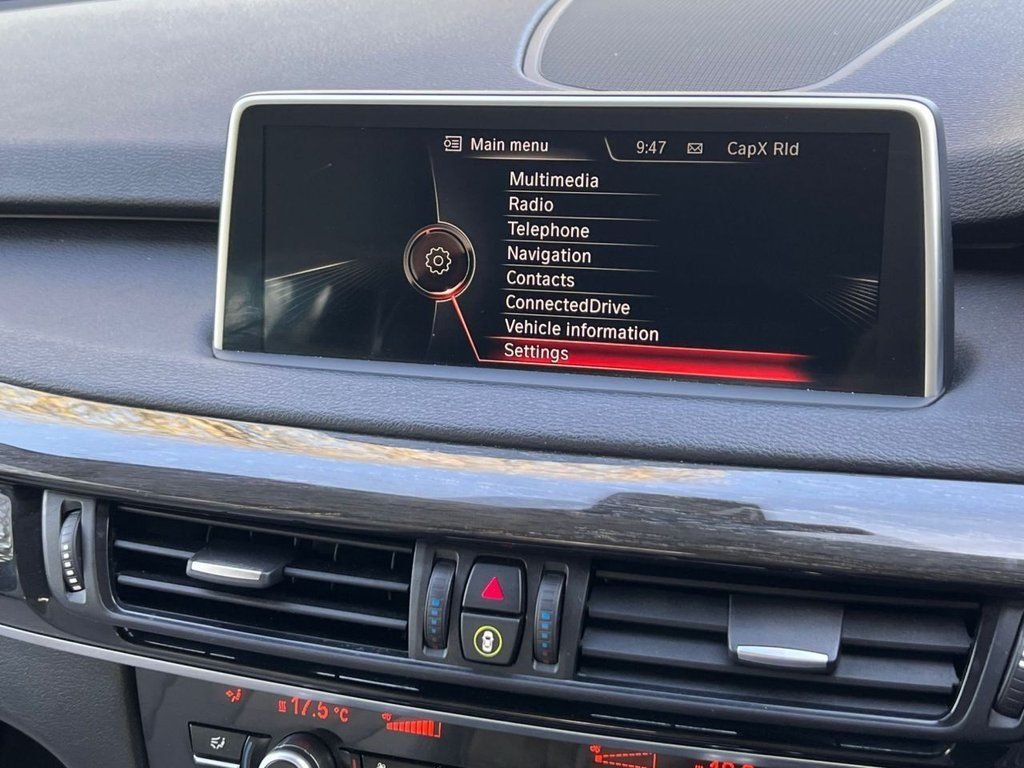 Main menu 9:47 CapX Rld
Multimedia
Radio
Telephone
Navigation
Contacts
ConnectedDrive
Vehicle information
Settings
17.5 °C